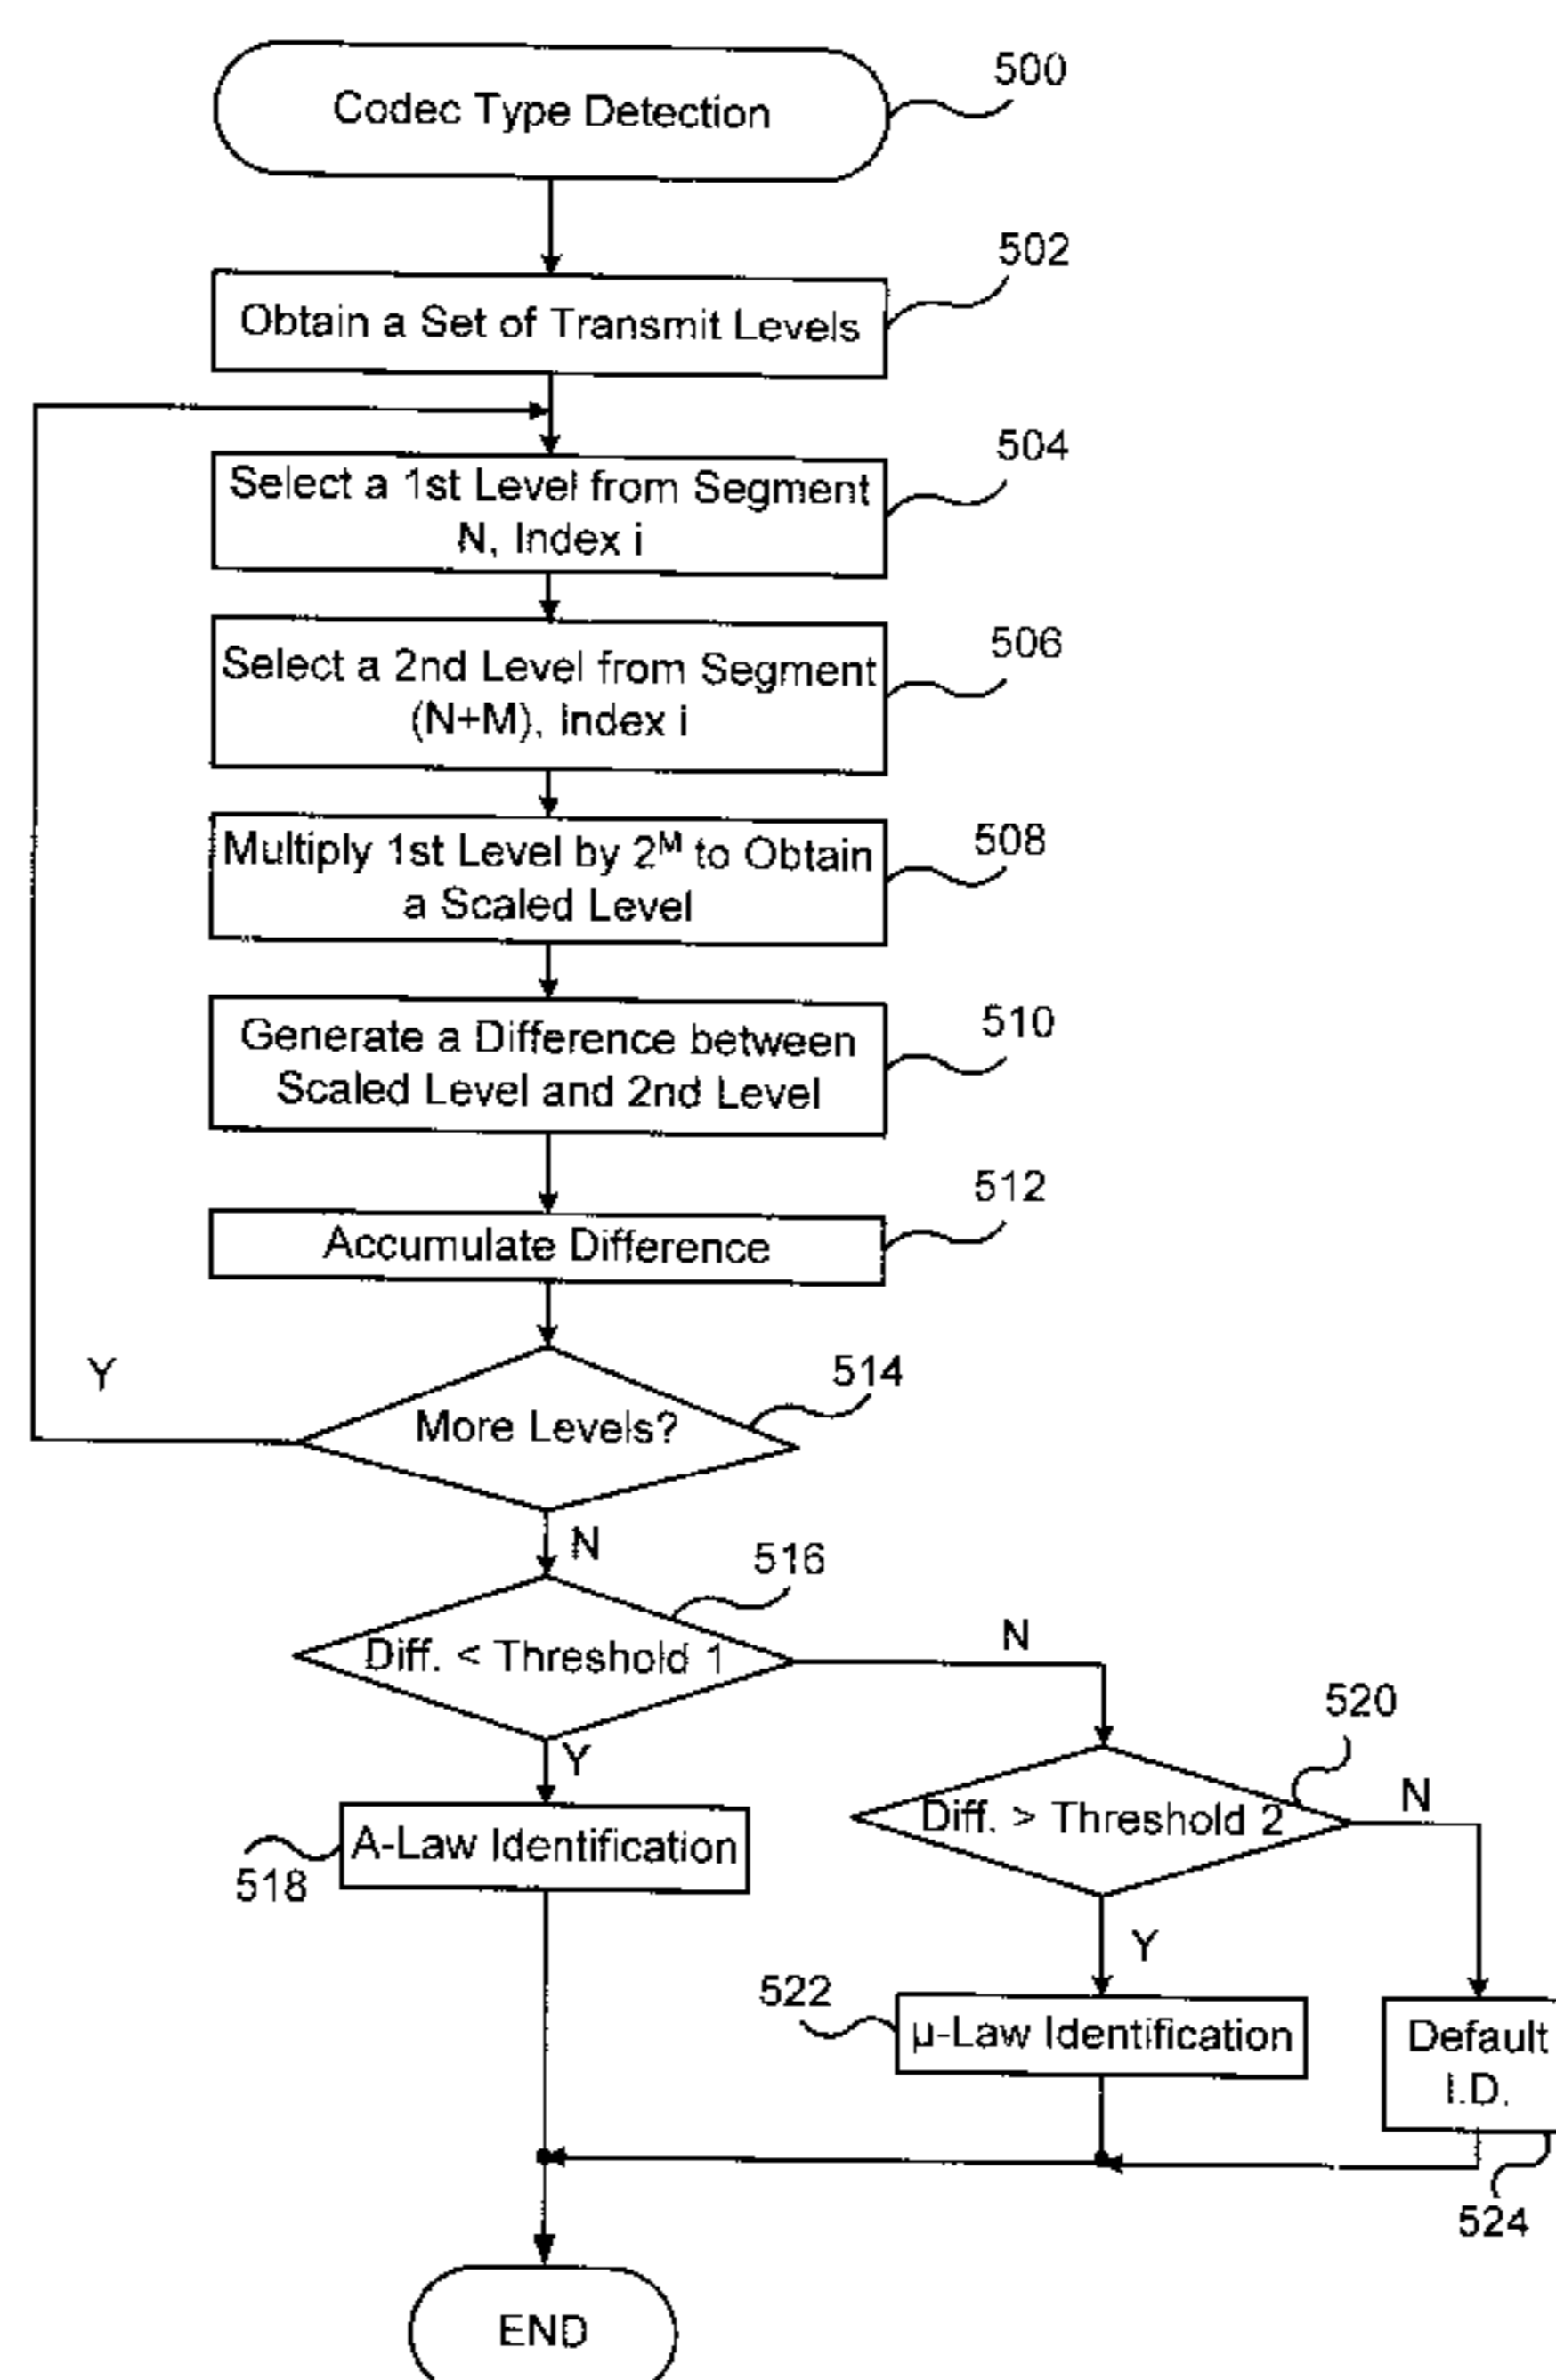 Codec Type Detection
500
502
Obtain a Set of Transmit Levels
504
Select a 1st Level from Segment
N, Index i
506
Select a 2nd Level from Segment
(N+M), Index i
508
Multiply 1st Level by 2ᴹ to Obtain
a Scaled Level
510
Generate a Difference between
Scaled Level and 2nd Level
512
Accumulate Difference
Y
514
More Levels?
N
516
Diff. < Threshold 1
N
520
Y
Diff. > Threshold 2
N
A-Law Identification
518
Y
522
µ-Law Identification
Default
I.D.
524
END